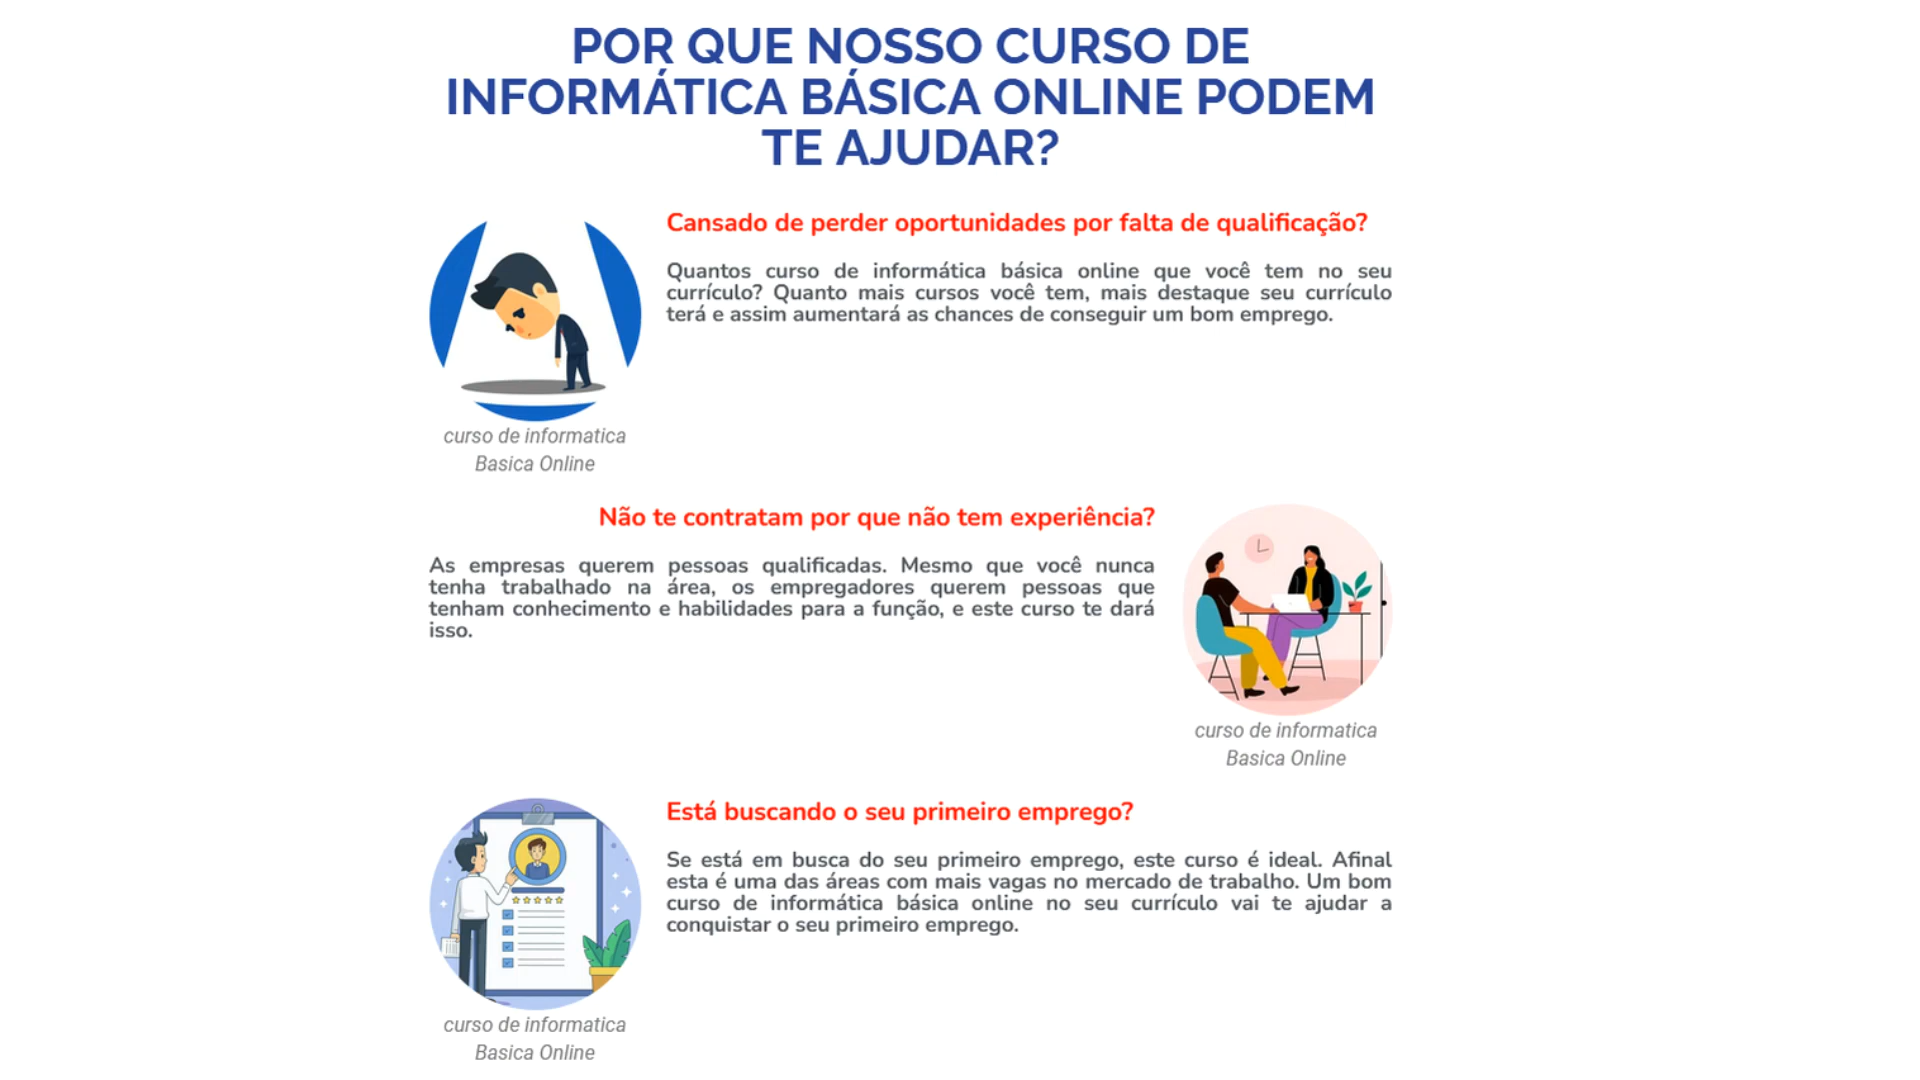 POR QUE NOSSO CURSO DE
INFORMÁTICA BÁSICA ONLINE PODEM
TE AJUDAR?
Cansado de perder oportunidades por falta de qualificação?
Quantos curso de informática básica online que você tem no seu
currículo? Quanto mais cursos você tem, mais destaque seu currículo
terá e assim aumentará as chances de conseguir um bom emprego.
curso de informatica
Basica Online
Não te contratam por que não tem experiência?
As empresas querem pessoas qualificadas. Mesmo que você nunca
tenha trabalhado na área, os empregadores querem pessoas que
tenham conhecimento e habilidades para a função, e este curso te dará
isso.
curso de informatica
Basica Online
Está buscando o seu primeiro emprego?
Se está em busca do seu primeiro emprego, este curso é ideal. Afinal
esta é uma das áreas com mais vagas no mercado de trabalho. Um bom
curso de informática básica online no seu currículo vai te ajudar a
conquistar o seu primeiro emprego.
curso de informatica
Basica Online